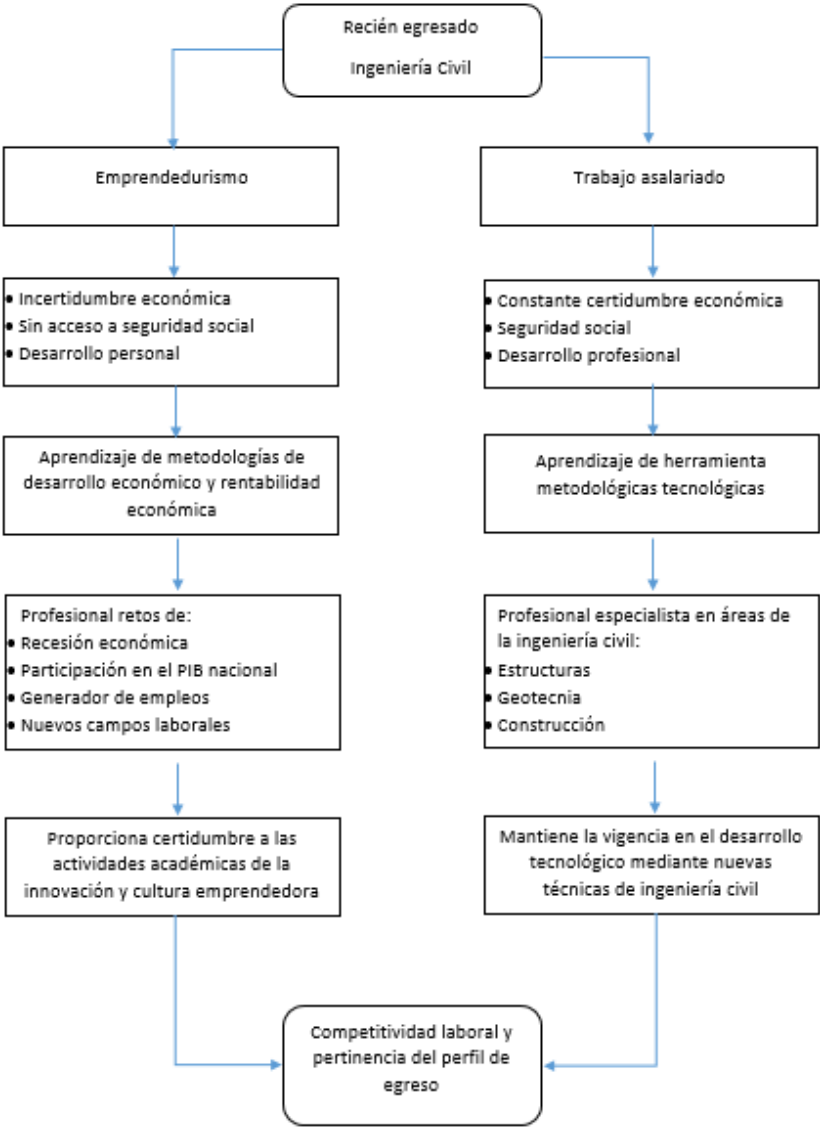 Recién egresado
Ingeniería Civil
Emprendedurismo
Trabajo asalariado
• Incertidumbre económica
• Sin acceso a seguridad social
• Desarrollo personal
• Constante certidumbre económica
• Seguridad social
• Desarrollo profesional
Aprendizaje de metodologías de
desarrollo económico y rentabilidad
económica
Aprendizaje de herramienta
metodológicas tecnológicas
Profesional retos de:
• Recesión económica
• Participación en el PIB nacional
• Generador de empleos
• Nuevos campos laborales
Profesional especialista en áreas de
la ingeniería civil:
• Estructuras
• Geotecnia
• Construcción
Proporciona certidumbre a las
actividades académicas de la
innovación y cultura emprendedora
Mantiene la vigencia en el desarrollo
tecnológico mediante nuevas
técnicas de ingeniería civil
Competitividad laboral y
pertinencia del perfil de
egreso